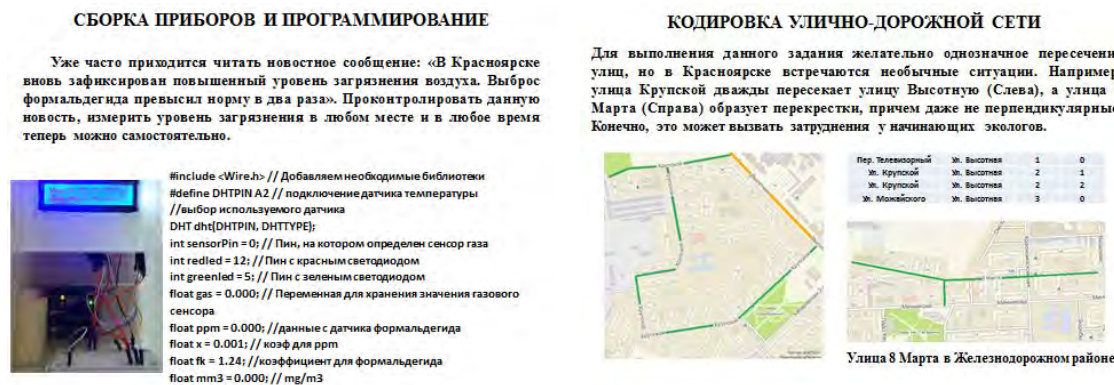 СБОРКА ПРИБОРОВ И ПРОГРАММИРОВАНИЕ
Уже часто приходится читать новостное сообщение: «В Красноярске
вновь зафиксирован повышенный уровень загрязнения воздуха. Выброс
формальдегида превысил норму в два раза». Проконтролировать данную
новость, измерить уровень загрязнения в любом месте и в любое время
теперь можно самостоятельно.
#include <Wire.h> // Добавляем необходимые библиотеки
#define DHTPIN A2 // подключение датчика температуры
//выбор используемого датчика
DHT dht(DHTPIN, DHTTYPE);
int sensorPin = 0; // Пин, на котором определен сенсор газа
int redled = 12; // Пин с красным светодиодом
int greenled = 5; // Пин с зеленым светодиодом
float gas = 0.000; // Переменная для хранения значения газового
сенсора
float ppm = 0.000; //данные с датчика формальдегида
float x = 0.001; // коэф для ppm
float fk = 1.24; //коэффициент для формальдегида
float mm3 = 0.000; // mg/m3
КОДИРОВКА УЛИЧНО-ДОРОЖНОЙ СЕТИ
Для выполнения данного задания желательно однозначное пересечени
улиц, но в Красноярске встречаются необычные ситуации. Например
улица Крупской дважды пересекает улицу Высотную (Слева), а улица
Марта (Справа) образует перекрестки, причем даже не перпендикулярные
Конечно, это может вызвать затруднения у начинающих экологов.
Пер. Телевизорный Ул. Высотная 1 0
Ул. Крупской Ул. Высотная 2 1
Ул. Крупской Ул. Высотная 2 2
Ул. Можайского Ул. Высотная 3 0
Улица 8 Марта в Железнодорожном районе